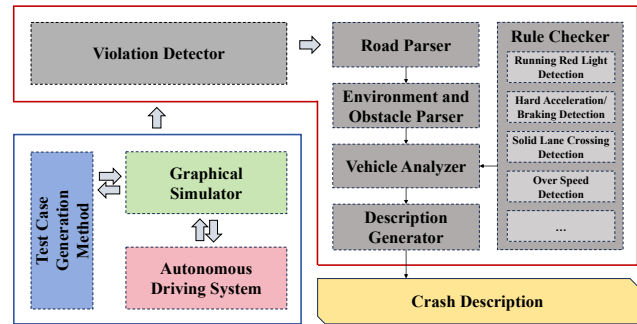 Violation Detector
Road Parser
Environment and
Obstacle Parser
Vehicle Analyzer
Description
Generator
Rule Checker
Running Red Light
Detection
Hard Acceleration/
Braking Detection
Solid Lane Crossing
Detection
Over Speed
Detection
...
Test Case
Generation
Method
Graphical
Simulator
Autonomous
Driving System
Crash Description